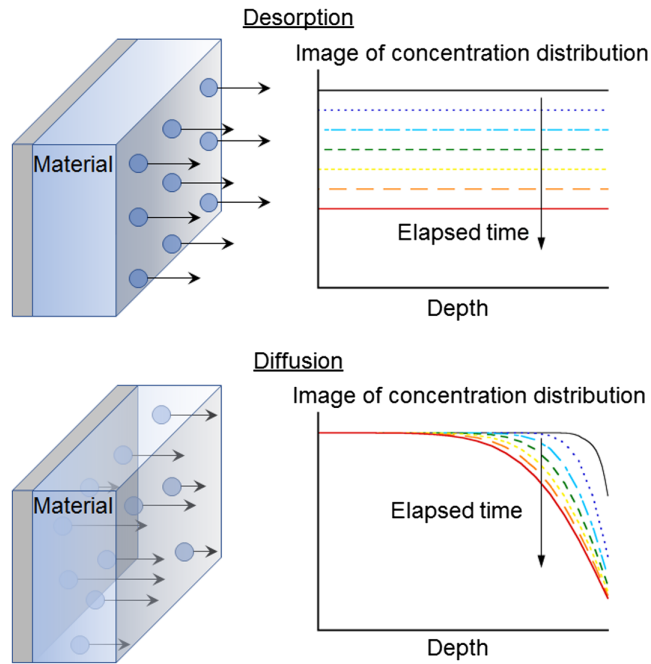 Desorption
Image of concentration distribution
Material
Elapsed time
Depth
Diffusion
Image of concentration distribution
Material
Elapsed time
Depth